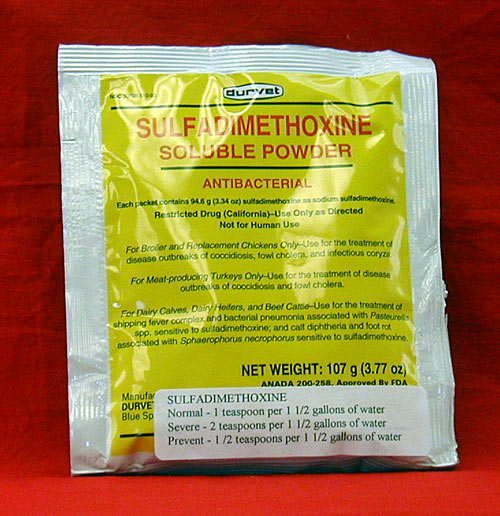 durvet
SULFADIMETHOXINE
SOLUBLE POWDER
ANTIBACTERIAL
Each packet contains 94.6 g (3.34 oz) sulfadimethoxine as sodium sulfadimethoxine.
Restricted Drug (California)–Use Only as Directed
Not for Human Use
For Broiler and Replacement Chickens Only–Use for the treatment of
disease outbreaks of coccidiosis, fowl cholera, and infectious coryza.
For Meat-producing Turkeys Only–Use for the treatment of disease
outbreaks of coccidiosis and fowl cholera.
For Dairy Calves, Dairy Heifers, and Beef Cattle–Use for the treatment of
shipping fever complex and bacterial pneumonia associated with Pasteurella
spp. sensitive to sulfadimethoxine; and calf diphtheria and foot rot
associated with Sphaerophorus necrophorus sensitive to sulfadimethoxine.
NET WEIGHT: 107 g (3.77 oz)
ANADA 200-258, Approved By FDA
Manufa
DURVE
Blue Sp
SULFADIMETHOXINE
Normal - 1 teaspoon per 1 1/2 gallons of water
Severe - 2 teaspoons per 1 1/2 gallons of water
Prevent - 1/2 teaspoons per 1 1/2 gallons of water